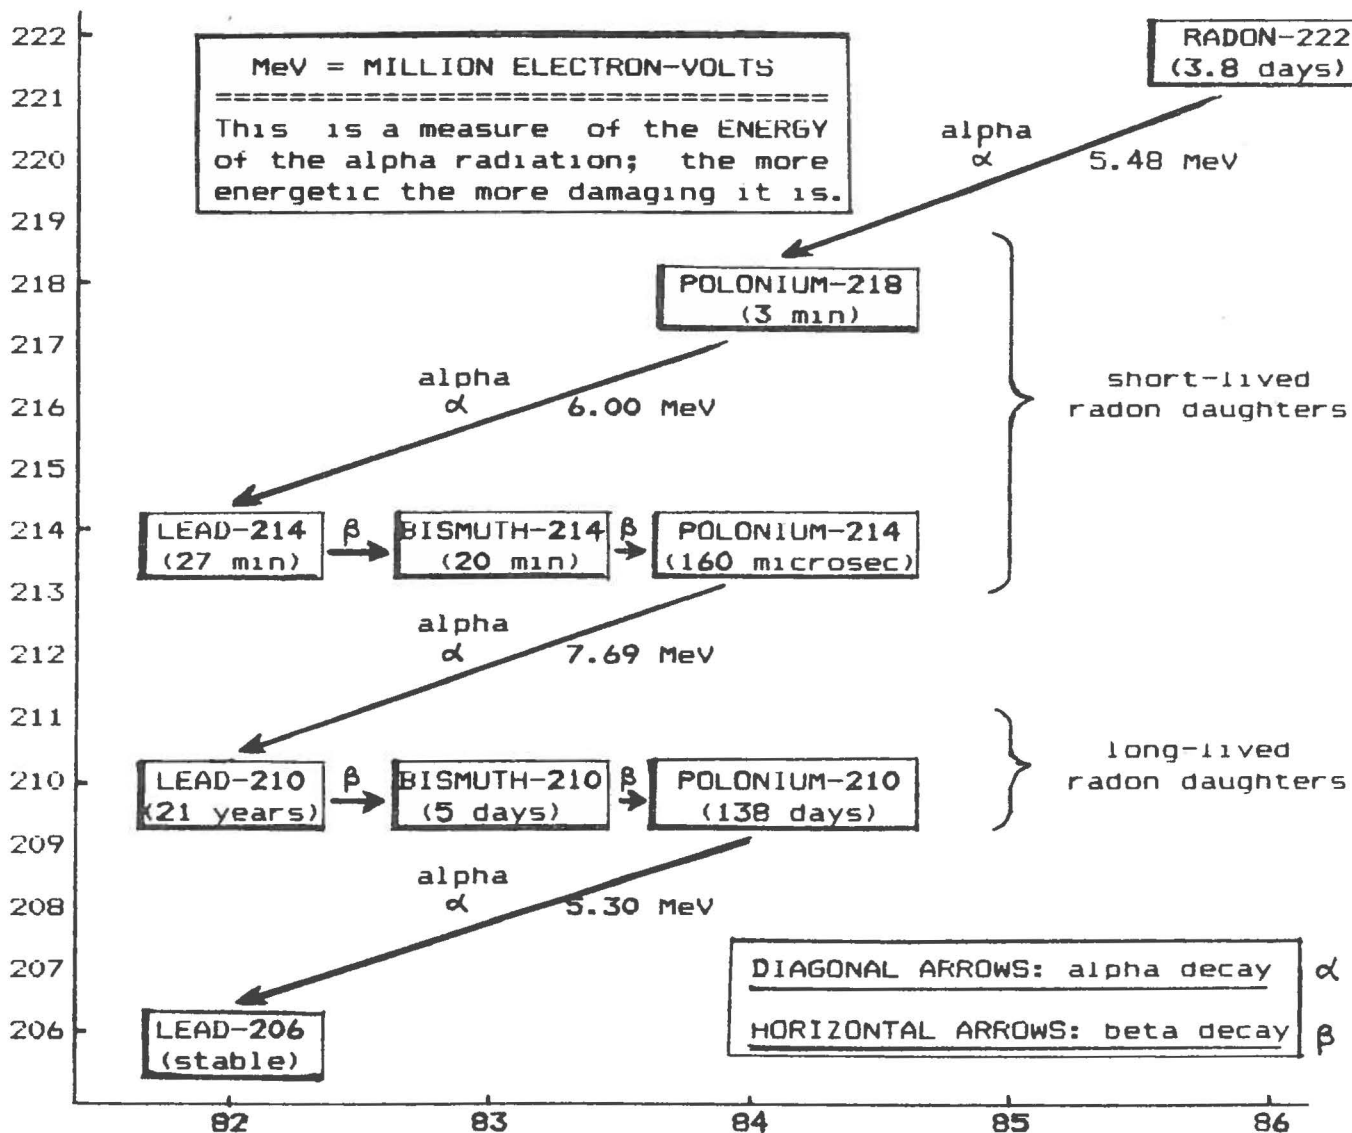 222
221
220
219
218
217
216
215
214
213
212
211
210
209
208
207
206
MeV = MILLION ELECTRON-VOLTS
=================================
This is a measure of the ENERGY
of the alpha radiation; the more
energetic the more damaging it is.
RADON-222
(3.8 days)
alpha
α 5.48 MeV
POLONIUM-218
(3 min)
alpha
α 6.00 MeV
short-lived
radon daughters
LEAD-214
(27 min)
β
BISMUTH-214
(20 min)
β
POLONIUM-214
(160 microsec)
alpha
α 7.69 MeV
long-lived
radon daughters
LEAD-210
(21 years)
β
BISMUTH-210
(5 days)
β
POLONIUM-210
(138 days)
alpha
α 5.30 MeV
LEAD-206
(stable)
DIAGONAL ARROWS: alpha decay α
HORIZONTAL ARROWS: beta decay β
82 83 84 85 86